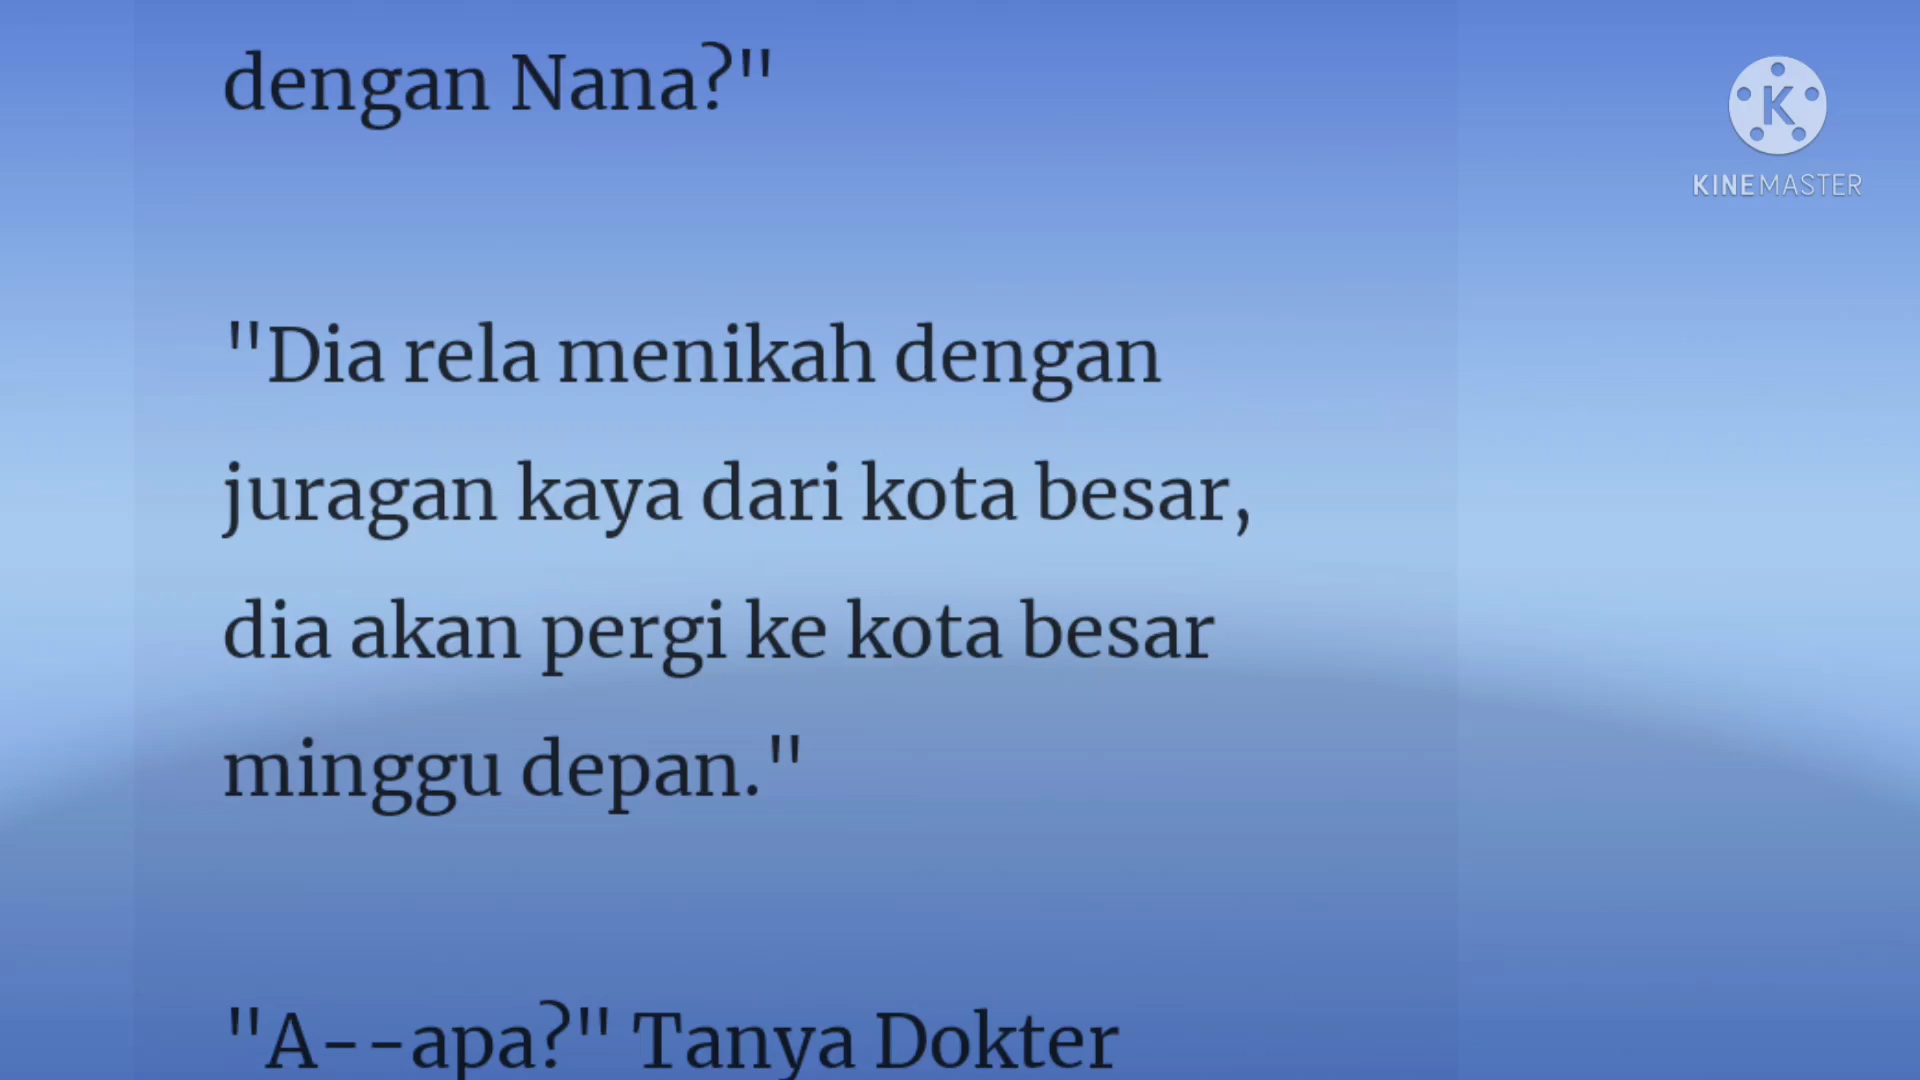 dengan Nana?"
"Dia rela menikah dengan
juragan kaya dari kota besar,
dia akan pergi ke kota besar
minggu depan."
"A--apa?" Tanya Dokter
K
KINEMASTER